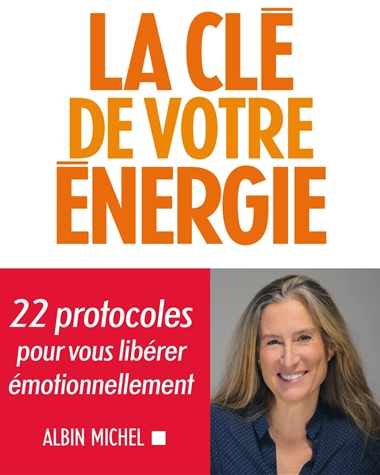 LA CLÉ
DE VOTRE
ÉNERGIE
22 protocoles
pour vous libérer
émotionnellement
ALBIN MICHEL